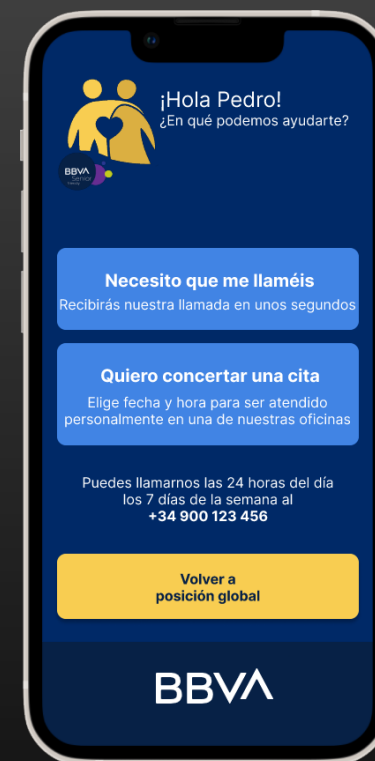 ¡Hola Pedro!
¿En qué podemos ayudarte?
BBVA
Senior
Necesito que me llaméis
Recibirás nuestra llamada en unos segundos
Quiero concertar una cita
Elige fecha y hora para ser atendido
personalmente en una de nuestras oficinas
Puedes llamarnos las 24 horas del día
los 7 días de la semana al
+34 900 123 456
Volver a
posición global
BBVA